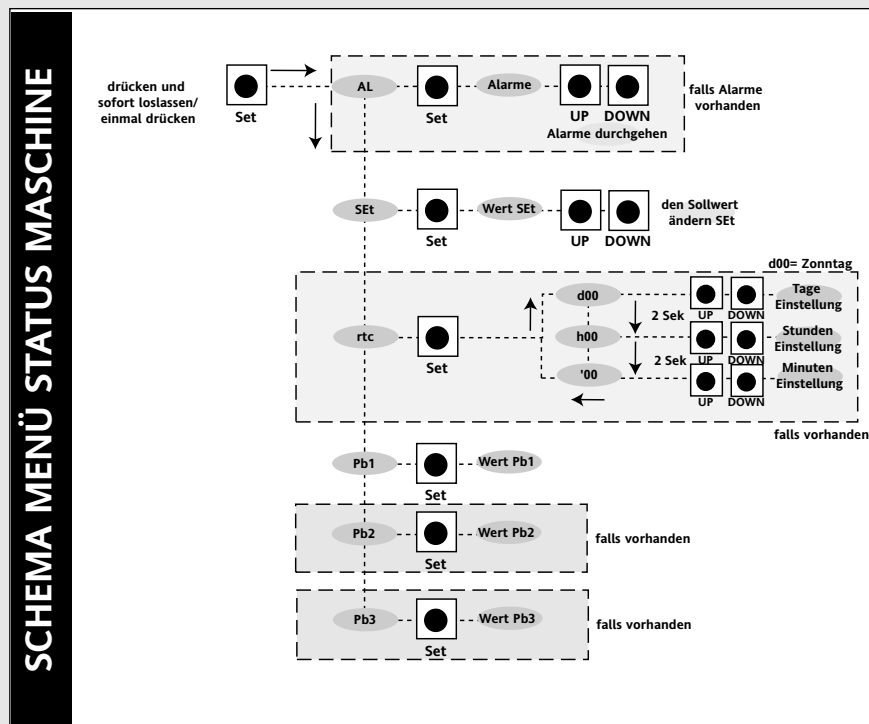 SCHEMA MENÜ STATUS MASCHINE
drücken und
sofort loslassen/
einmal drücken
Set
AL
Set
Alarme
UP DOWN
Alarme durchgehen
falls Alarme
vorhanden
SEt
Set
Wert SEt
UP DOWN
den Sollwert
ändern SEt
d00= Zonntag
rtc
Set
d00
2 Sek
UP DOWN
Tage
Einstellung
h00
2 Sek
UP DOWN
Stunden
Einstellung
'00
UP DOWN
Minuten
Einstellung
falls vorhanden
Pb1
Set
Wert Pb1
Pb2
Set
Wert Pb2
falls vorhanden
Pb3
Set
Wert Pb3
falls vorhanden